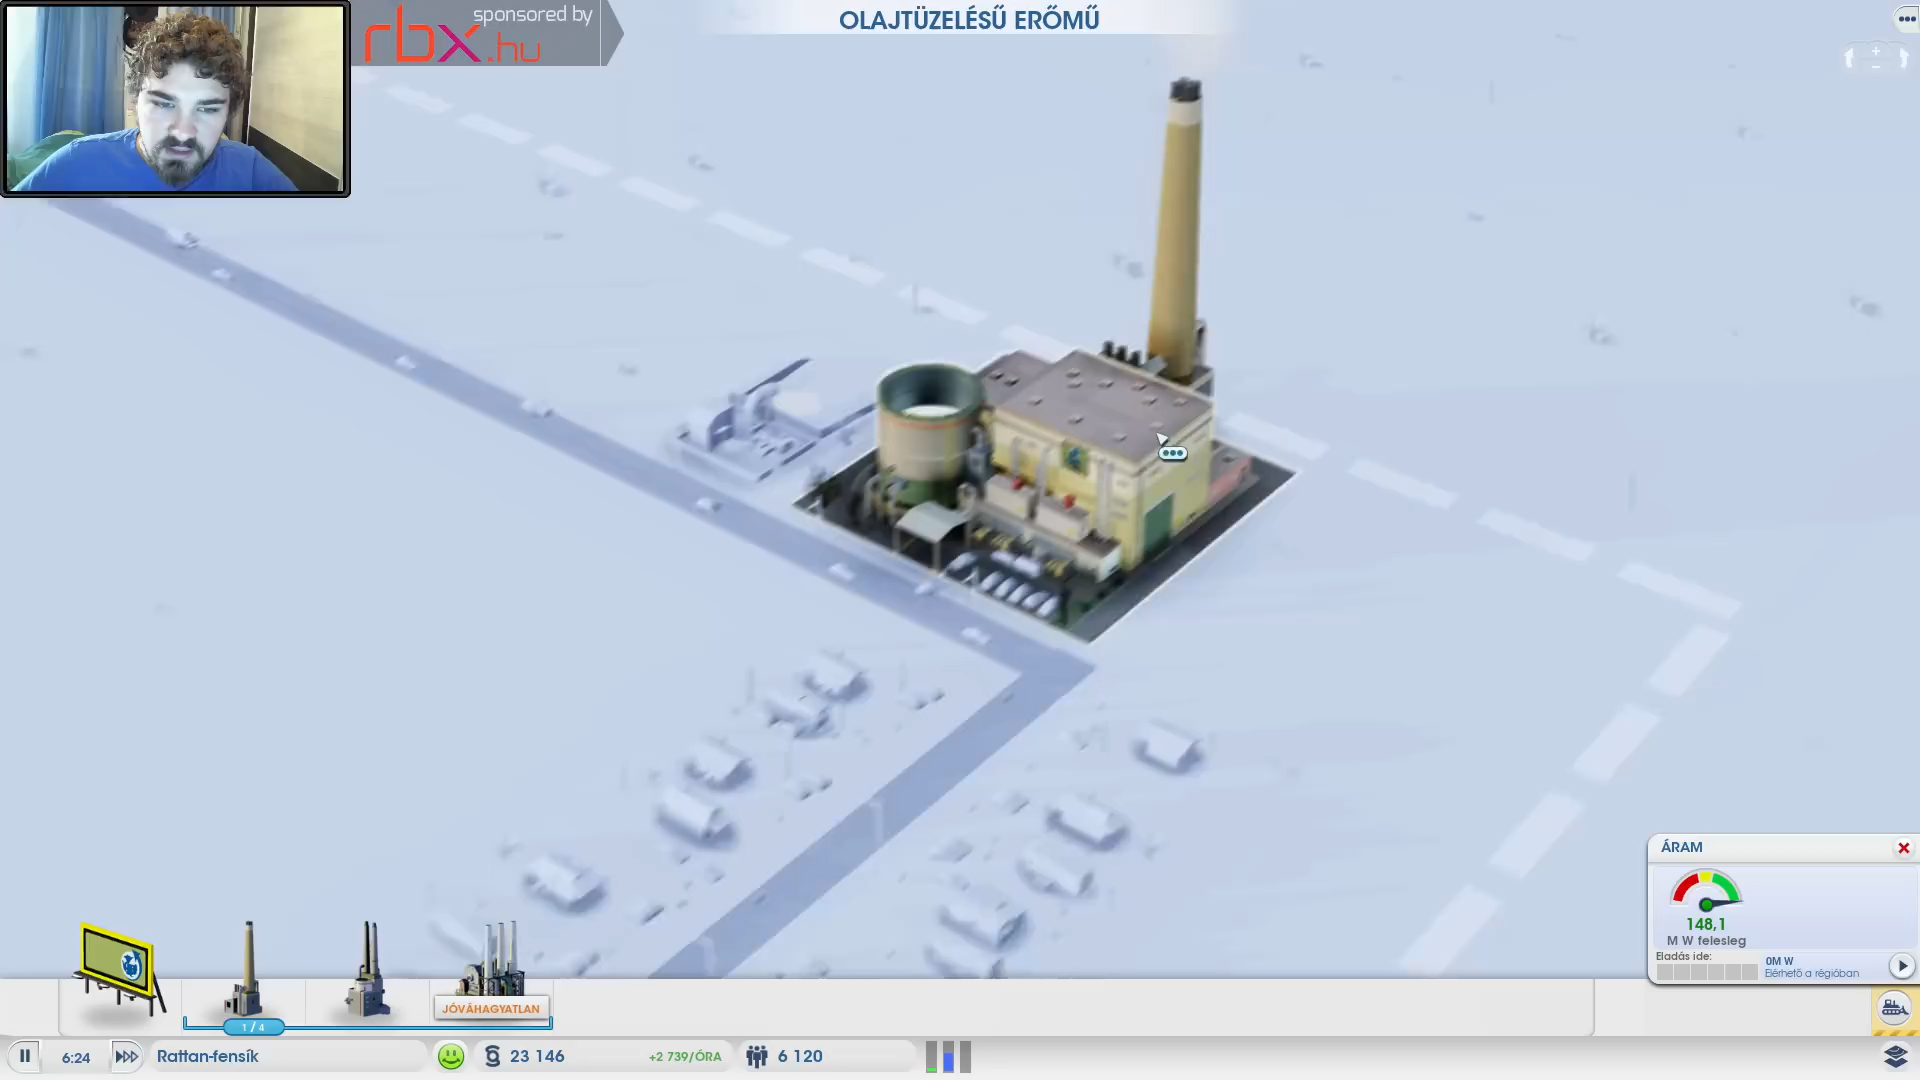 sponsored by
rbx.hu
OLAJTÜZELÉSŰ ERŐMŰ
ÁRAM
148,1
M W felesleg
Eladás ide:
0M W
Elérhető a régióban
JÓVÁHAGYATLAN
1 / 4
6:24
Rattan-fensík
23 146
+2 739/ÓRA
6 120